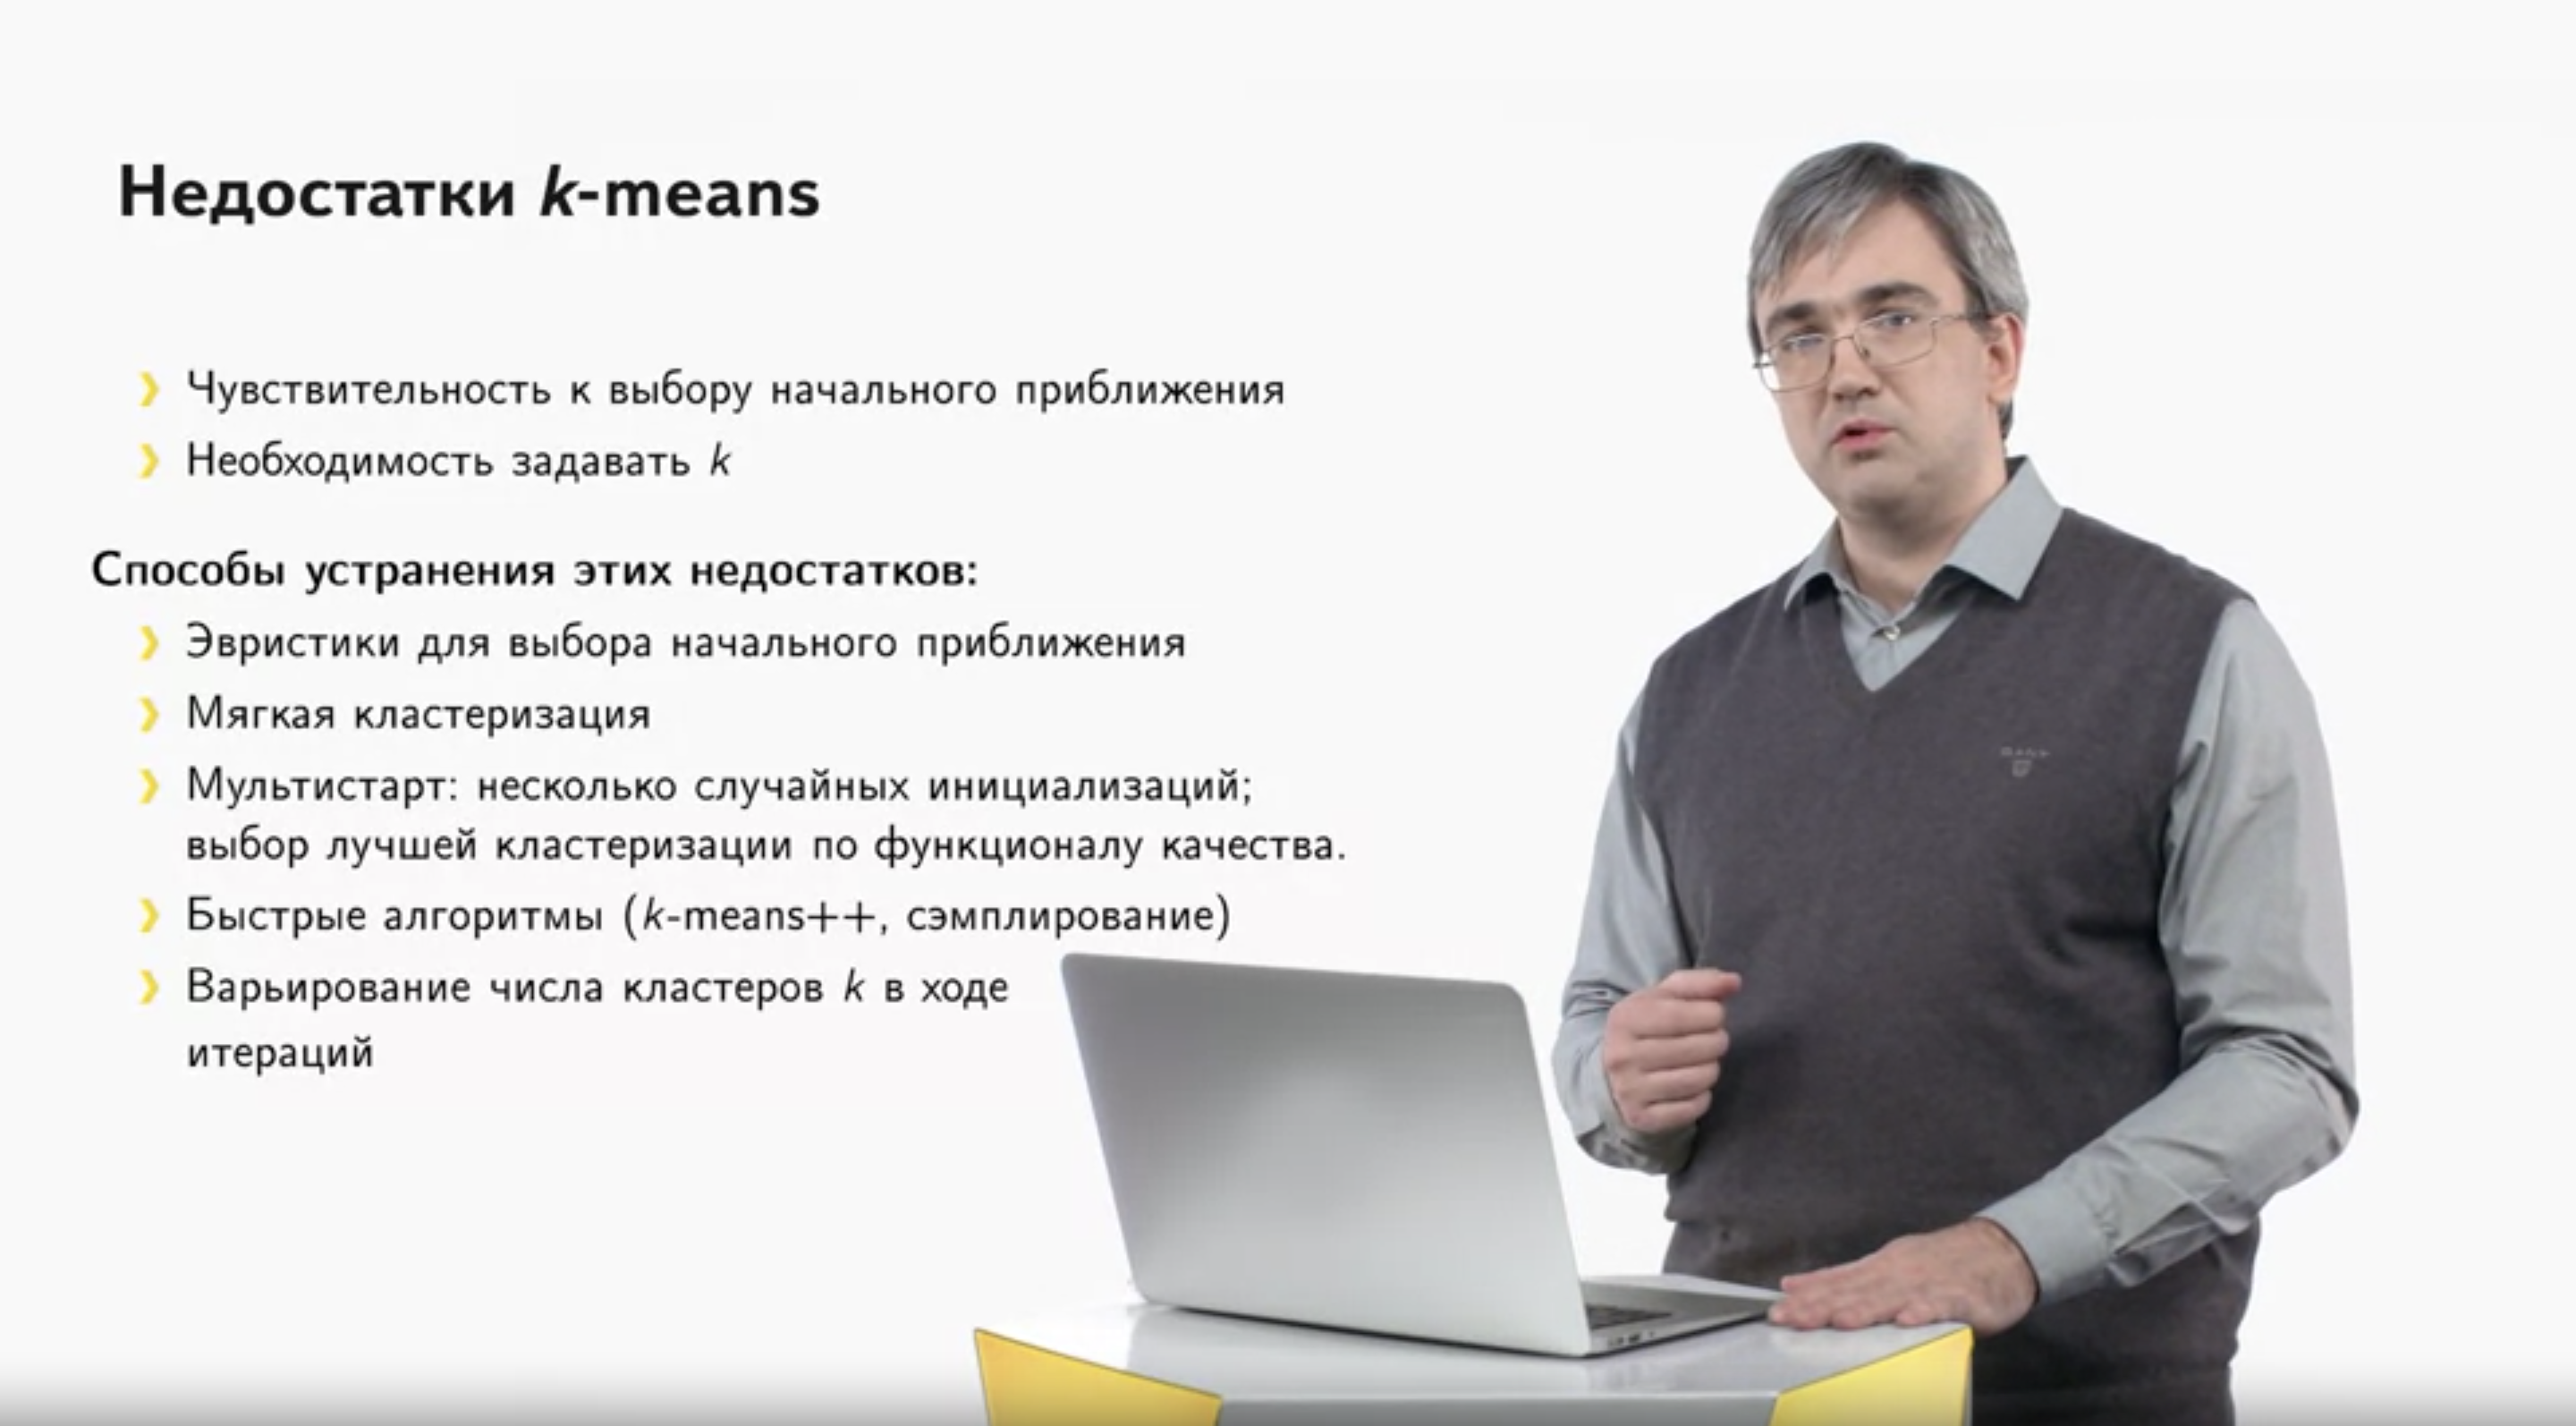 Недостатки k-means
Чувствительность к выбору начального приближения
Необходимость задавать k
Способы устранения этих недостатков:
Эвристики для выбора начального приближения
Мягкая кластеризация
Мультистарт: несколько случайных инициализаций;
выбор лучшей кластеризации по функционалу качества.
Быстрые алгоритмы (k-means++, сэмплирование)
Варьирование числа кластеров k в ходе
итераций
GANT